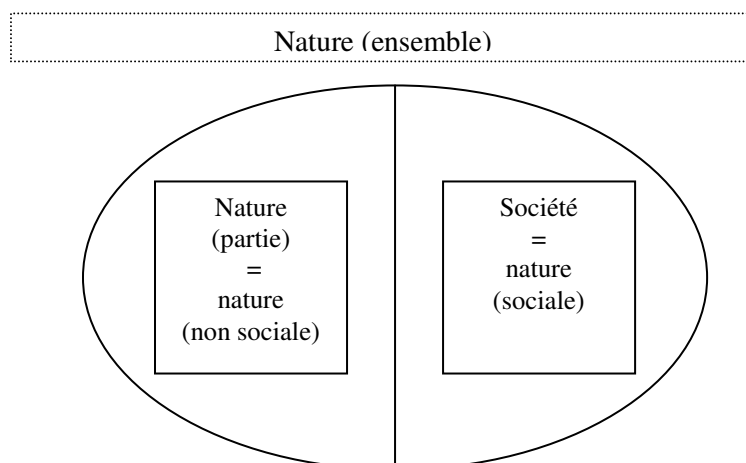 Nature (ensemble)
Nature
(partie)
=
nature
(non sociale)
Société
=
nature
(sociale)